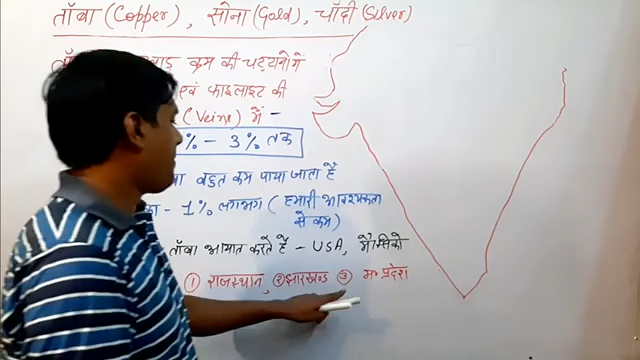 ताँबा (Copper), सोना (Gold), चाँदी (Silver)
क्रम की चट्टानों में
एवं फाइलाइट की
(Veins) में -
% - 3% तक
बहुत कम पाया जाता है
- 1% लगभग (हमारी आवश्यकता
से कम)
ताँबा आयात करते हैं - USA, मैक्सिको
① राजस्थान, ② झारखण्ड ③ म० प्रदेश